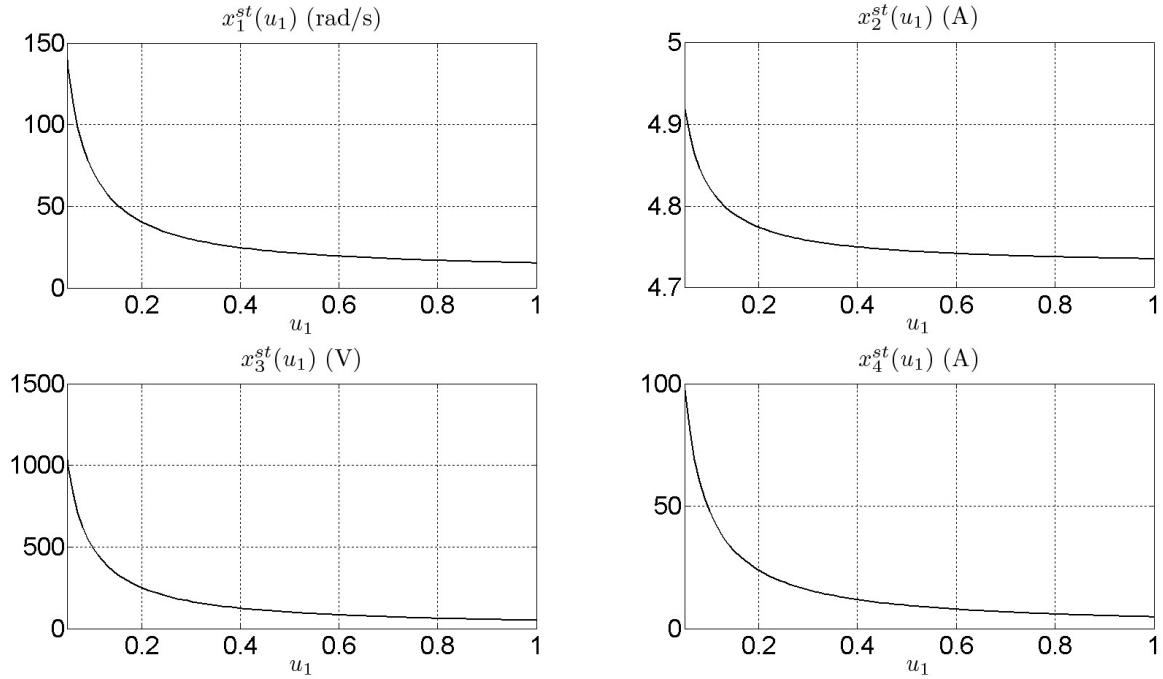 x_1^{st}(u_1) (rad/s)
150
100
50
0
0.2 0.4 0.6 0.8 1
u_1
x_2^{st}(u_1) (A)
5
4.9
4.8
4.7
0.2 0.4 0.6 0.8 1
u_1
x_3^{st}(u_1) (V)
1500
1000
500
0
0.2 0.4 0.6 0.8 1
u_1
x_4^{st}(u_1) (A)
100
50
0
0.2 0.4 0.6 0.8 1
u_1